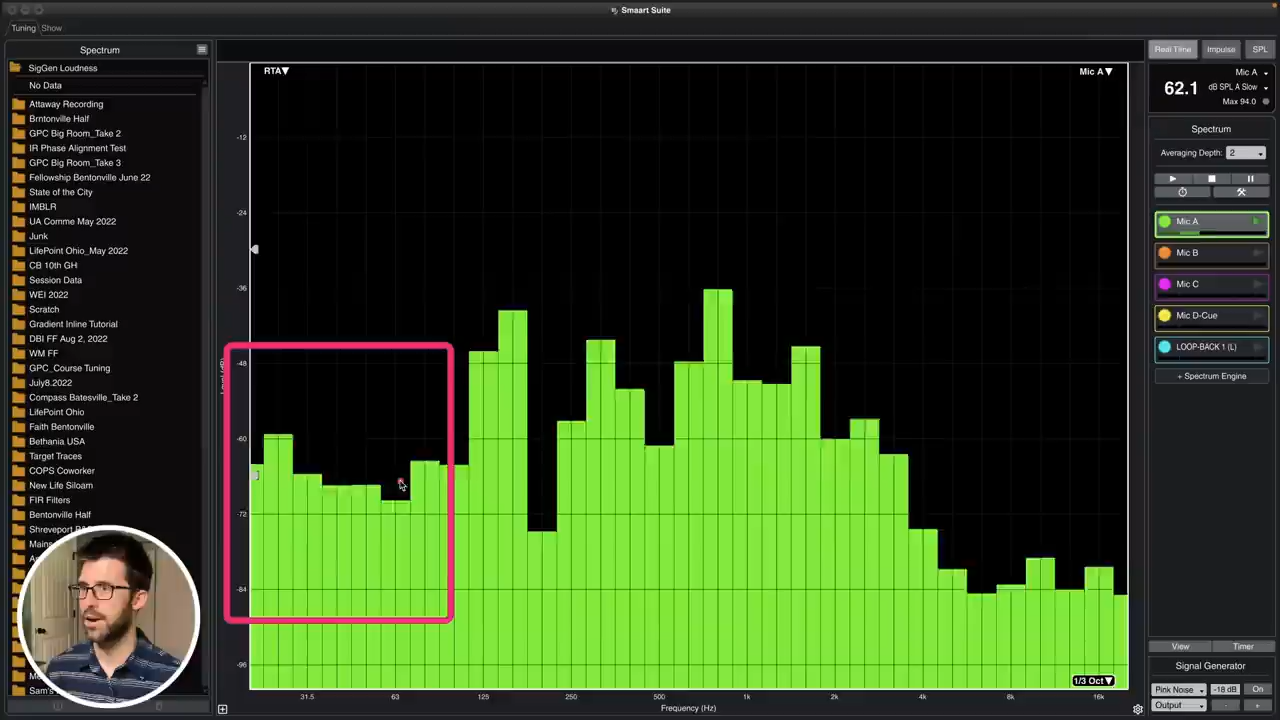 Smaart Suite
Tuning
Show
Spectrum
SigGen Loudness
No Data
Attaway Recording
Brntonville Half
GPC Big Room_Take 2
IR Phase Alignment Test
GPC Big Room_Take 3
Fellowship Bentonville June 22
State of the City
IMBLR
UA Comme May 2022
Junk
LifePoint Ohio_May 2022
CB 10th GH
Session Data
WEI 2022
Scratch
Gradient Inline Tutorial
DBI FF Aug 2, 2022
WM FF
GPC_Course Tuning
July8.2022
Compass Batesville_Take 2
LifePoint Ohio
Faith Bentonville
Bethania USA
Target Traces
COPS Coworker
New Life Siloam
FIR Filters
Bentonville Half
Shreveport
Mains
Sam's
RTA▼
Mic A▼
-12
-24
-36
-48
-60
-72
-84
-96
31.5
63
125
250
500
1k
2k
4k
8k
16k
1/3 Oct▼
Frequency (Hz)
Real Time
Impulse
SPL
Mic A
62.1
dB SPL A Slow
Max 94.0
Spectrum
Averaging Depth:
2
Mic A
Mic B
Mic C
Mic D-Cue
LOOP-BACK 1 (L)
+ Spectrum Engine
View
Timer
Signal Generator
Pink Noise
-18 dB
On
Output
-
+